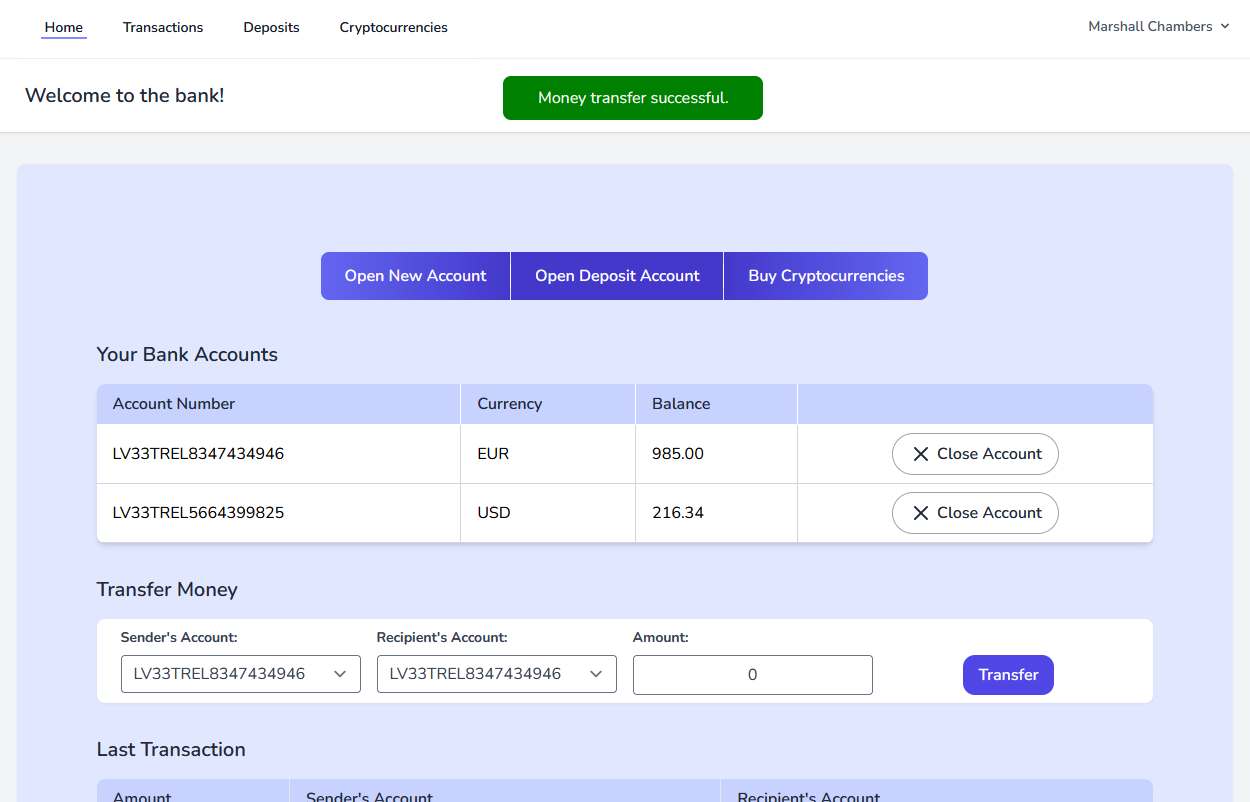 Home Transactions Deposits Cryptocurrencies Marshall Chambers
Welcome to the bank!
Money transfer successful.
Open New Account Open Deposit Account Buy Cryptocurrencies
Your Bank Accounts
Account Number Currency Balance
LV33TREL8347434946 EUR 985.00 Close Account
LV33TREL5664399825 USD 216.34 Close Account
Transfer Money
Sender's Account: Recipient's Account: Amount:
LV33TREL8347434946 LV33TREL8347434946 0 Transfer
Last Transaction
Amount Sender's Account Recipient's Account